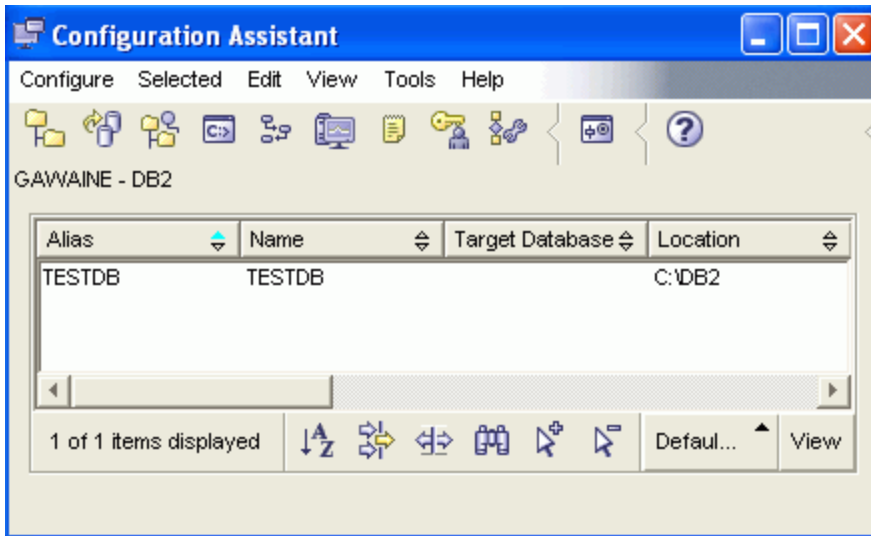 Configuration Assistant
Configure Selected Edit View Tools Help
C:>
GAWAINE - DB2
Alias Name Target Database Location
TESTDB TESTDB C:\DB2
1 of 1 items displayed A Z Defaul... View